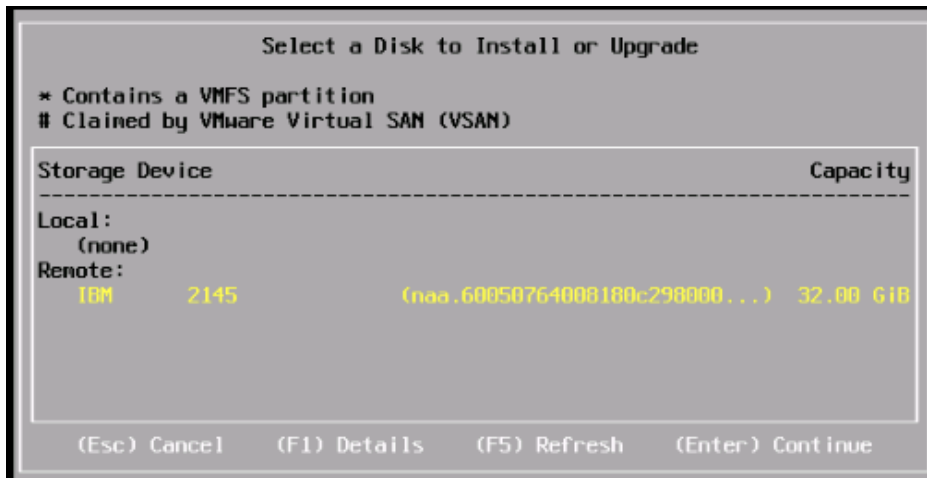 Select a Disk to Install or Upgrade
* Contains a VMFS partition
# Claimed by VMware Virtual SAN (VSAN)
Storage Device Capacity
--------------------------------------------------------------------------------
Local:
(none)
Remote:
IBM 2145 (naa.60050764008180c298000...) 32.00 GiB
(Esc) Cancel (F1) Details (F5) Refresh (Enter) Continue